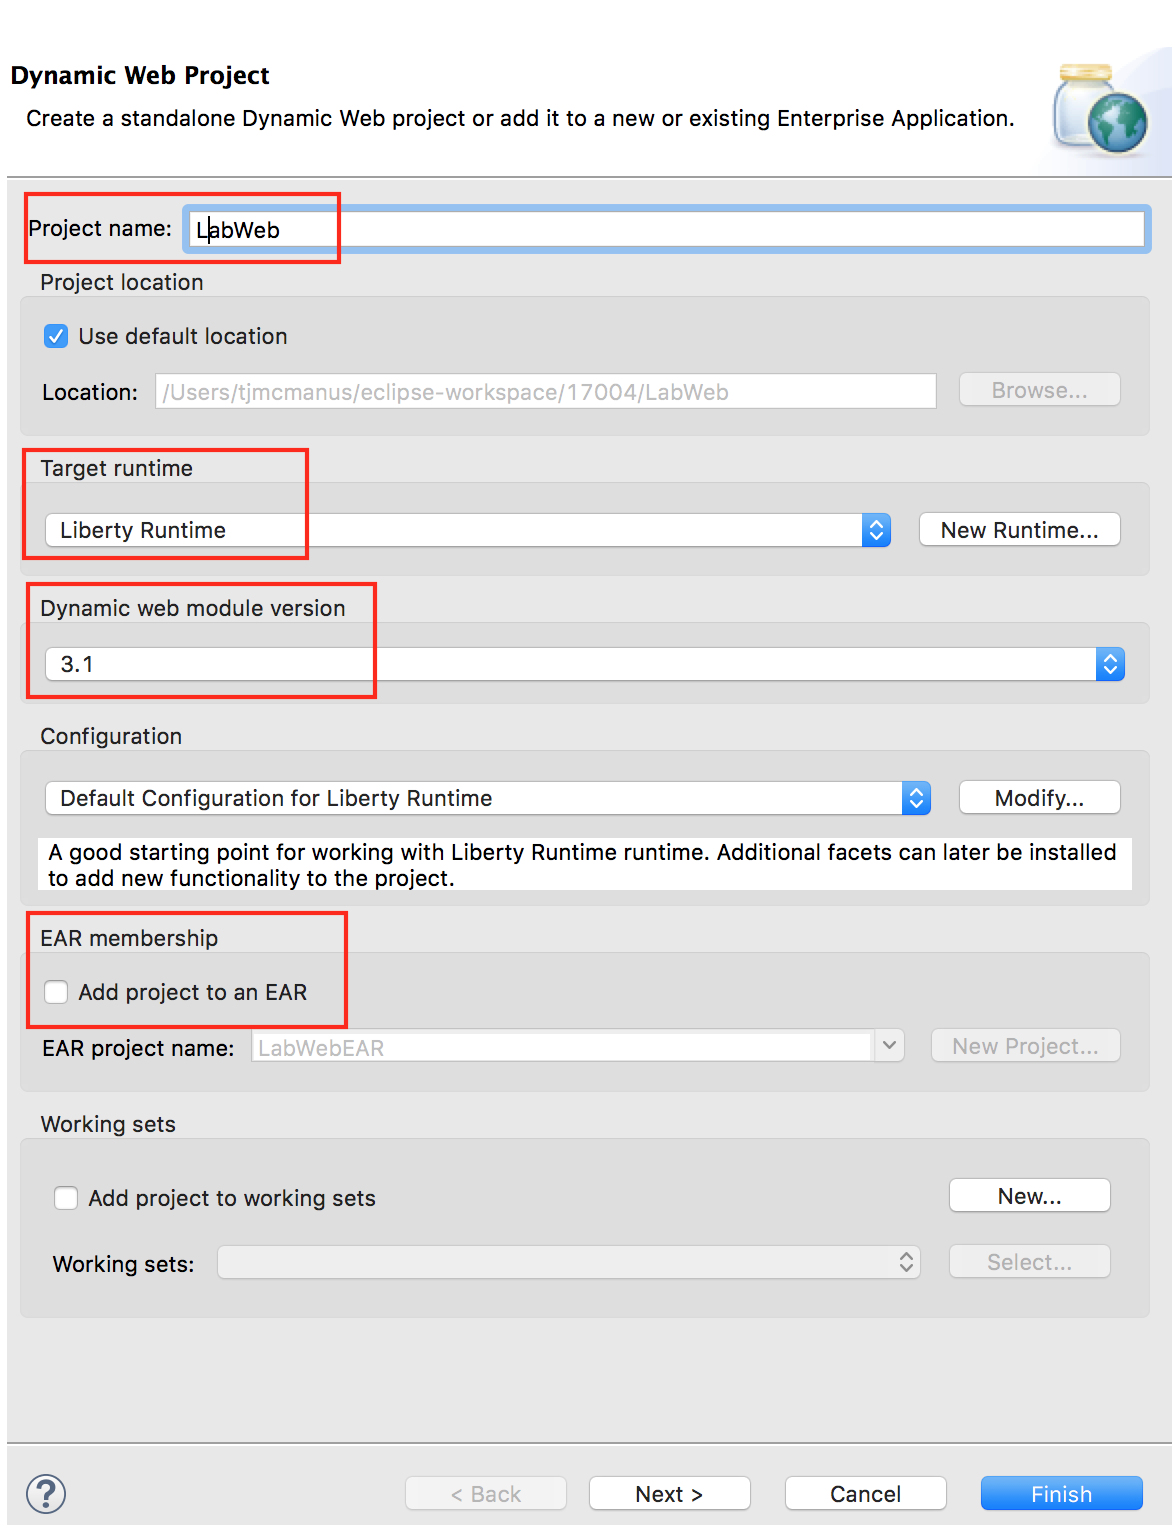 Dynamic Web Project
Create a standalone Dynamic Web project or add it to a new or existing Enterprise Application.
Project name: LabWeb
Project location
Use default location
Location: /Users/tjmcmanus/eclipse-workspace/17004/LabWeb Browse...
Target runtime
Liberty Runtime New Runtime...
Dynamic web module version
3.1
Configuration
Default Configuration for Liberty Runtime Modify...
A good starting point for working with Liberty Runtime runtime. Additional facets can later be installed
to add new functionality to the project.
EAR membership
Add project to an EAR
EAR project name: LabWebEAR New Project...
Working sets
Add project to working sets New...
Working sets: Select...
? < Back Next > Cancel Finish